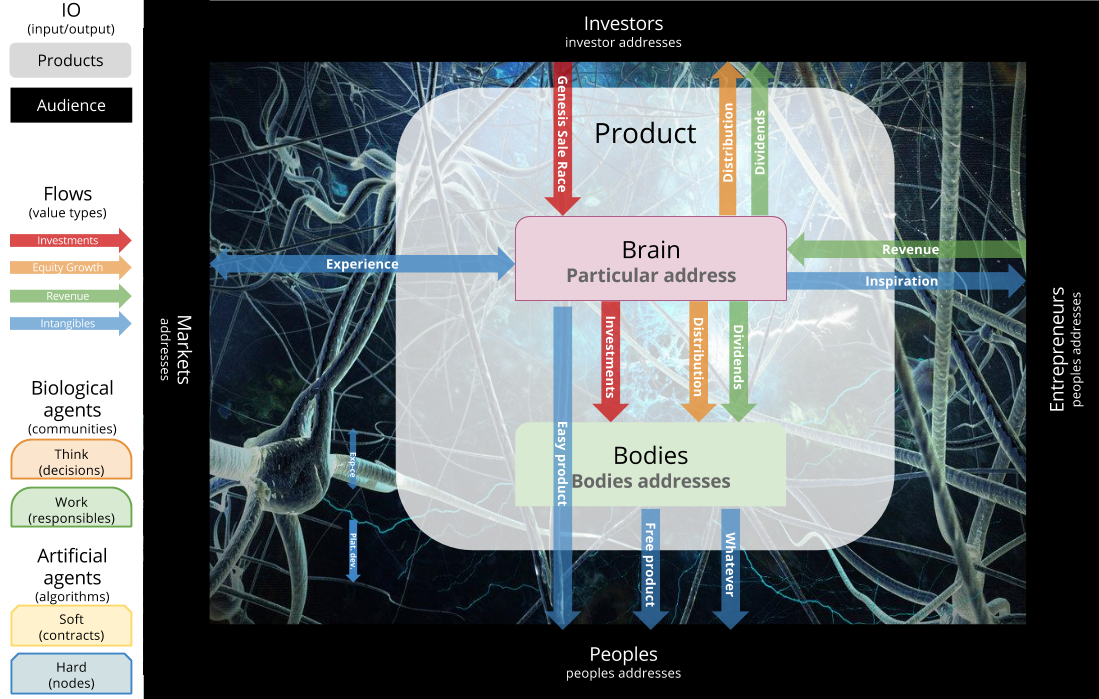 IO
(input/output)
Products
Audience
Flows
(value types)
Investments
Equity Growth
Revenue
Intangibles
Biological
agents
(communities)
Think
(decisions)
Work
(responsibles)
Artificial
agents
(algorithms)
Soft
(contracts)
Hard
(nodes)
Investors
investor addresses
Genesis Sale Race
Distribution
Dividends
Product
Brain
Particular address
Experience
Revenue
Inspiration
Markets
addresses
Entrepreneurs
peoples addresses
Investments
Distribution
Dividends
Easy product
Bodies
Bodies addresses
Exp-ce
Plat. dev.
Free product
Whatever
Peoples
peoples addresses